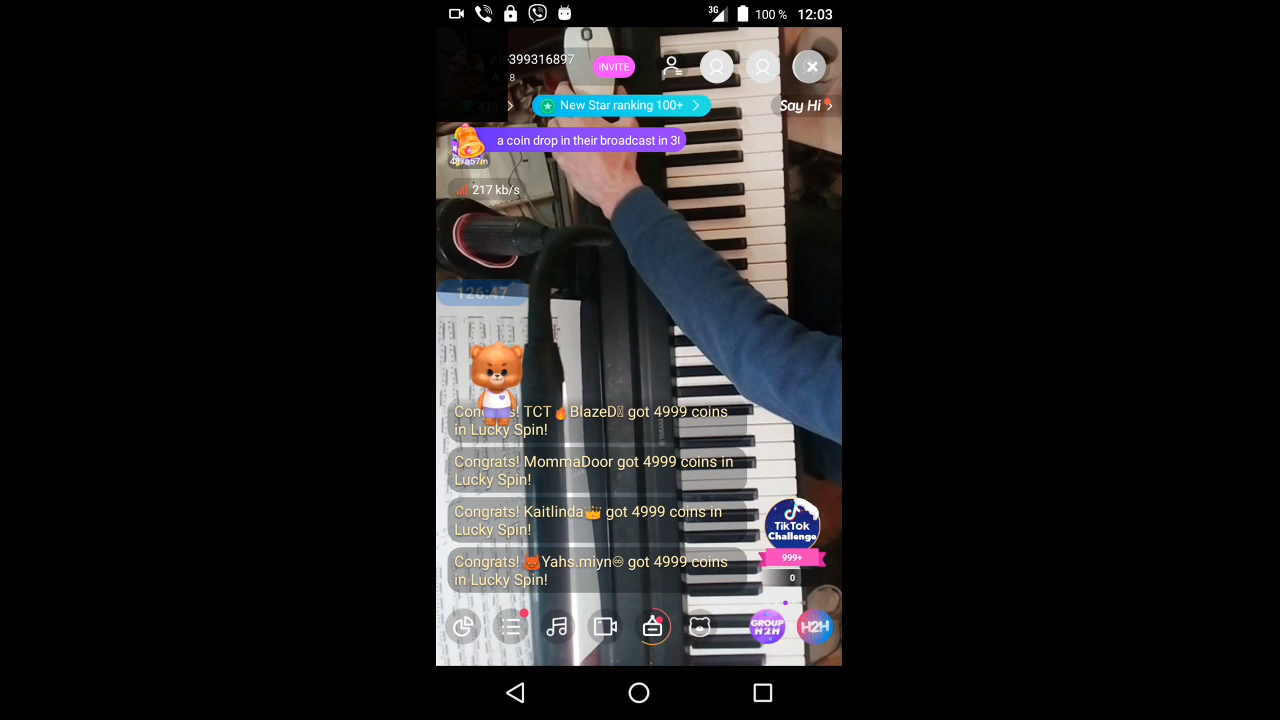 3G 100 % 12:03
399316897
INVITE
8
New Star ranking 100+
Say Hi
a coin drop in their broadcast in
217 kb/s
126:47
Congrats! TCT🔥BlazeD got 4999 coins
in Lucky Spin!
Congrats! MommaDoor got 4999 coins in
Lucky Spin!
Congrats! Kaitlinda👑 got 4999 coins in
Lucky Spin!
Congrats! Yahs.miyn♾ got 4999 coins
in Lucky Spin!
TikTok
Challenge
999+
0
GROUP
H2H
H2H